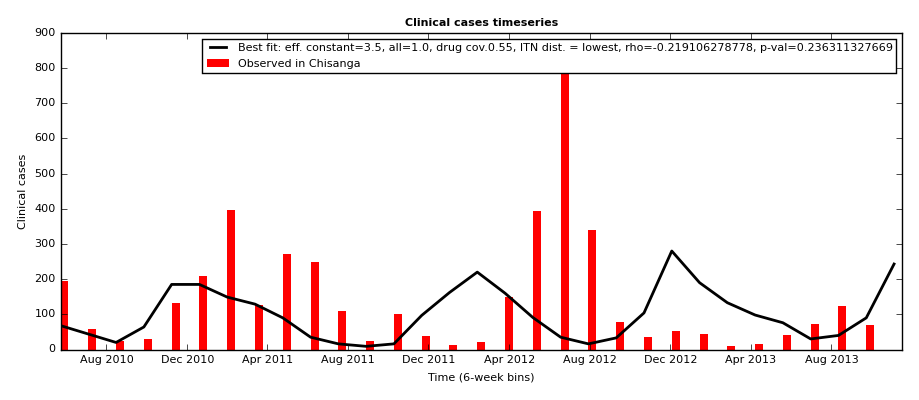 Clinical cases timeseries
Best fit: eff. constant=3.5, all=1.0, drug cov.0.55, ITN dist. = lowest, rho=-0.219106278778, p-val=0.236311327669
Observed in Chisanga
Clinical cases
900
800
700
600
500
400
300
200
100
0
Aug 2010 Dec 2010 Apr 2011 Aug 2011 Dec 2011 Apr 2012 Aug 2012 Dec 2012 Apr 2013 Aug 2013
Time (6-week bins)